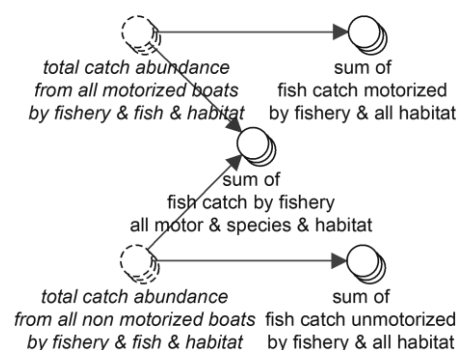 total catch abundance
from all motorized boats
by fishery & fish & habitat
sum of
fish catch motorized
by fishery & all habitat
sum of
fish catch by fishery
all motor & species & habitat
total catch abundance
from all non motorized boats
by fishery & fish & habitat
sum of
fish catch unmotorized
by fishery & all habitat